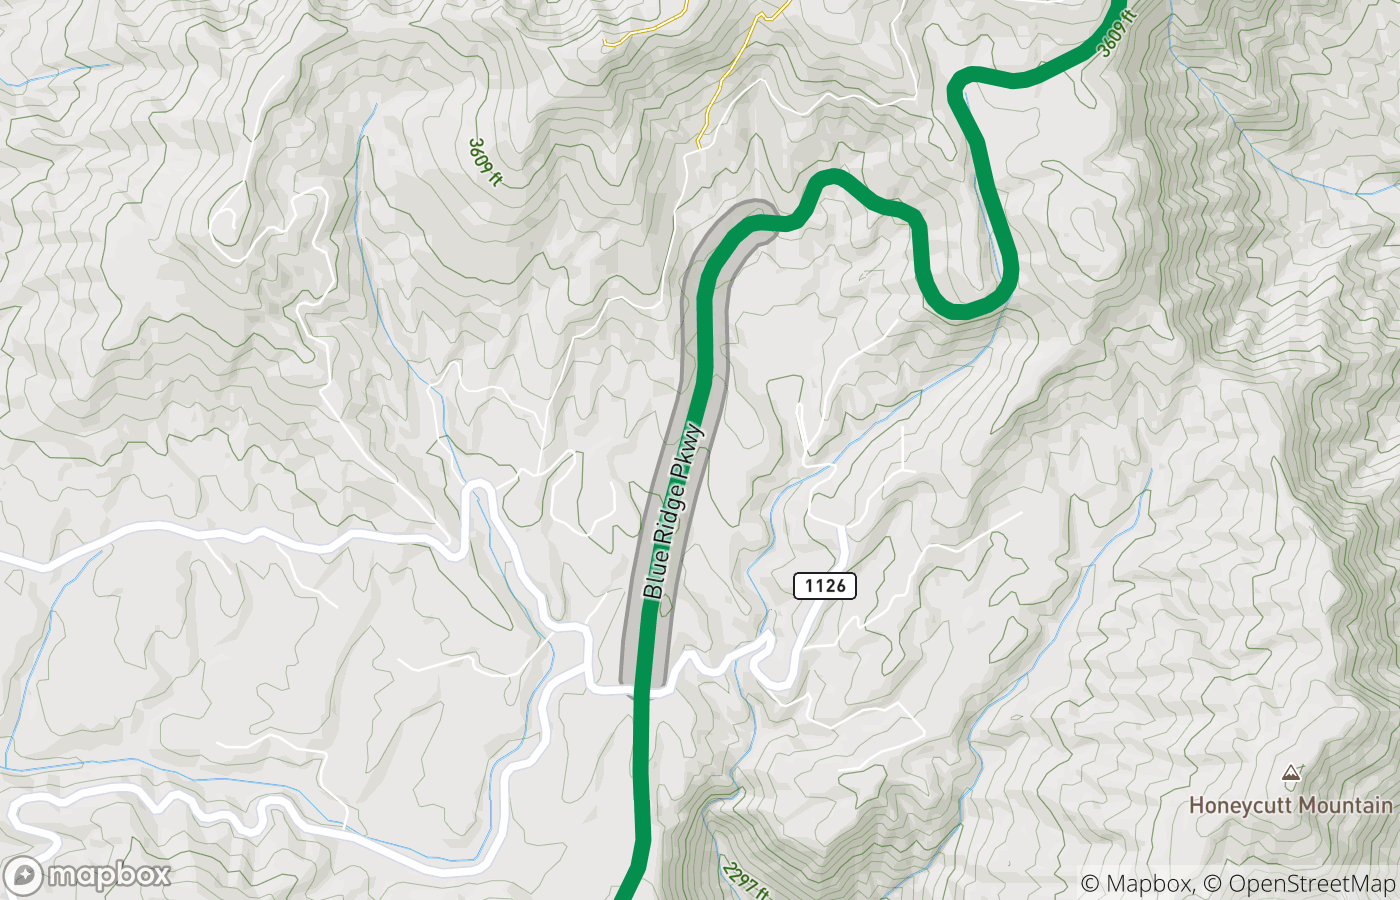 3609 ft
3609 ft
Blue Ridge Pkwy
1126
Honeycutt Mountain
2297 ft
mapbox
© Mapbox, © OpenStreetMap